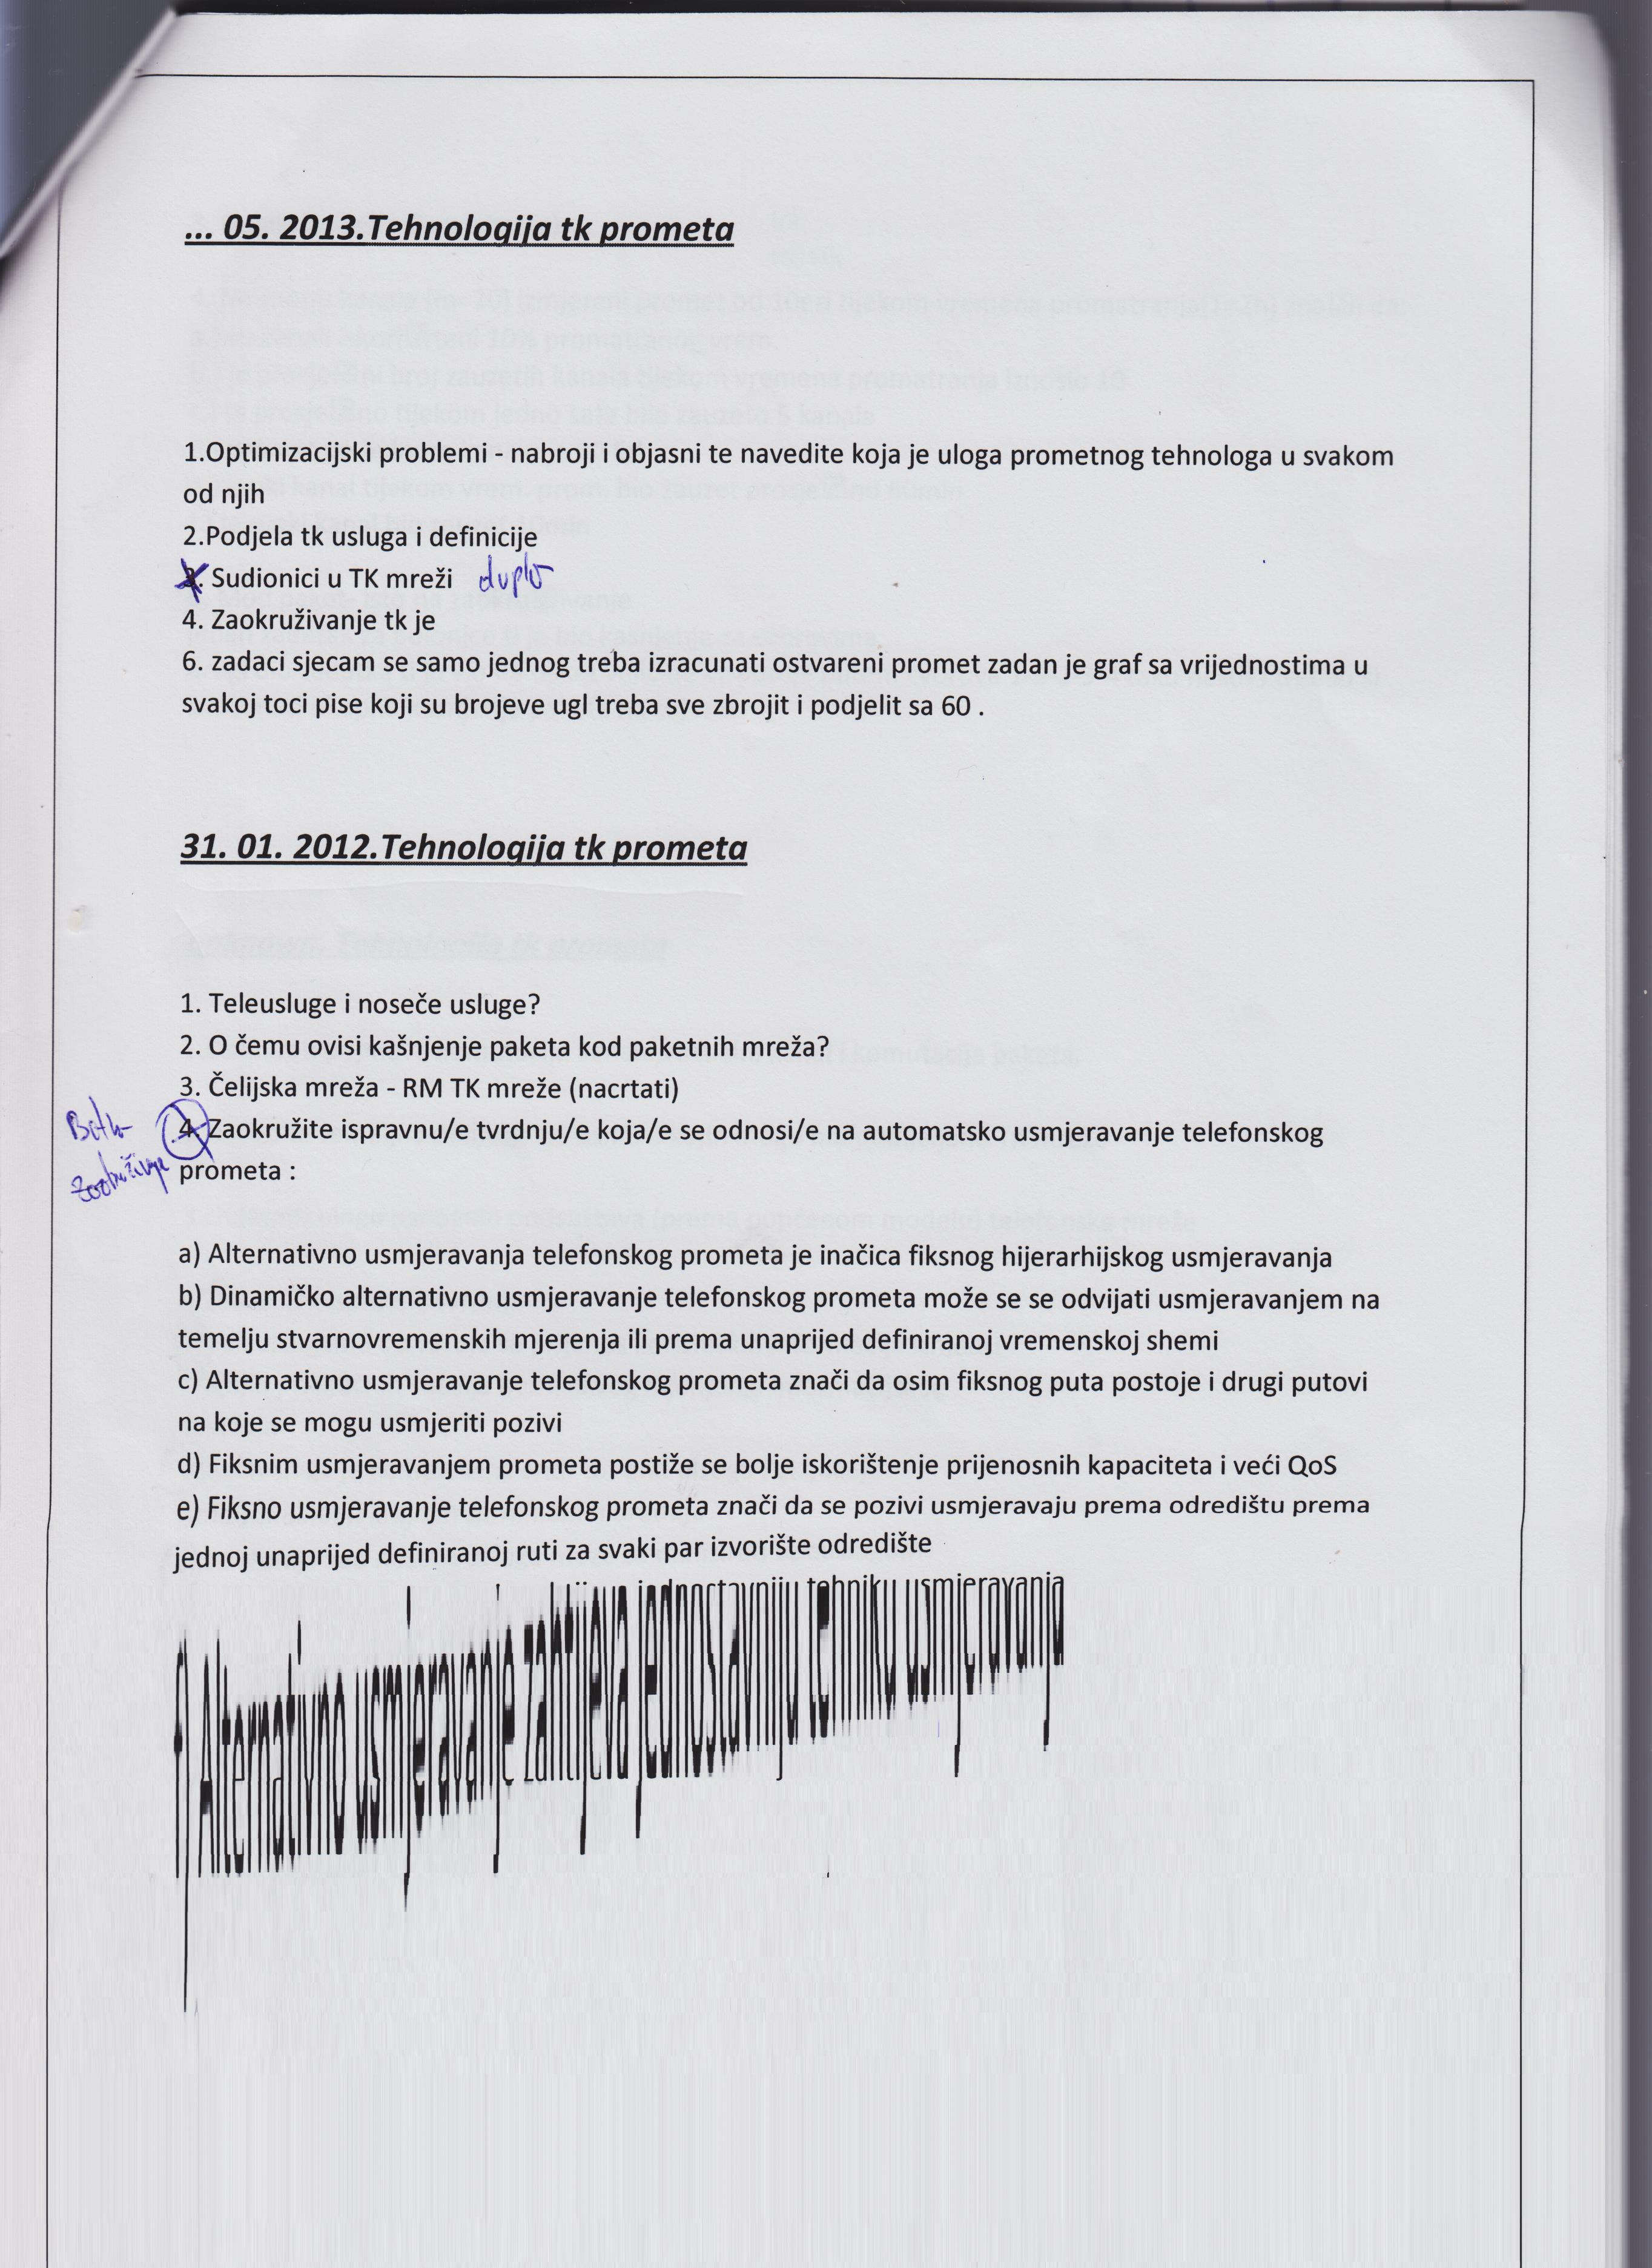 ... 05. 2013.Tehnologija tk prometa
1.Optimizacijski problemi - nabroji i objasni te navedite koja je uloga prometnog tehnologa u svakom
od njih
2.Podjela tk usluga i definicije
3. Sudionici u TK mreži duplo
4. Zaokruživanje tk je
6. zadaci sjecam se samo jednog treba izracunati ostvareni promet zadan je graf sa vrijednostima u
svakoj toci pise koji su brojeve ugl treba sve zbrojit i podjelit sa 60 .
31. 01. 2012.Tehnologija tk prometa
1. Teleusluge i noseče usluge?
2. O čemu ovisi kašnjenje paketa kod paketnih mreža?
3. Čelijska mreža - RM TK mreže (nacrtati)
4. Zaokružite ispravnu/e tvrdnju/e koja/e se odnosi/e na automatsko usmjeravanje telefonskog
prometa :
a) Alternativno usmjeravanja telefonskog prometa je inačica fiksnog hijerarhijskog usmjeravanja
b) Dinamičko alternativno usmjeravanje telefonskog prometa može se se odvijati usmjeravanjem na
temelju stvarnovremenskih mjerenja ili prema unaprijed definiranoj vremenskoj shemi
c) Alternativno usmjeravanje telefonskog prometa znači da osim fiksnog puta postoje i drugi putovi
na koje se mogu usmjeriti pozivi
d) Fiksnim usmjeravanjem prometa postiže se bolje iskorištenje prijenosnih kapaciteta i veći QoS
e) Fiksno usmjeravanje telefonskog prometa znači da se pozivi usmjeravaju prema odredištu prema
jednoj unaprijed definiranoj ruti za svaki par izvorište odredište
f) Alternativno usmjeravanje zahtijeva jednostavniju tehniku usmjeravanja